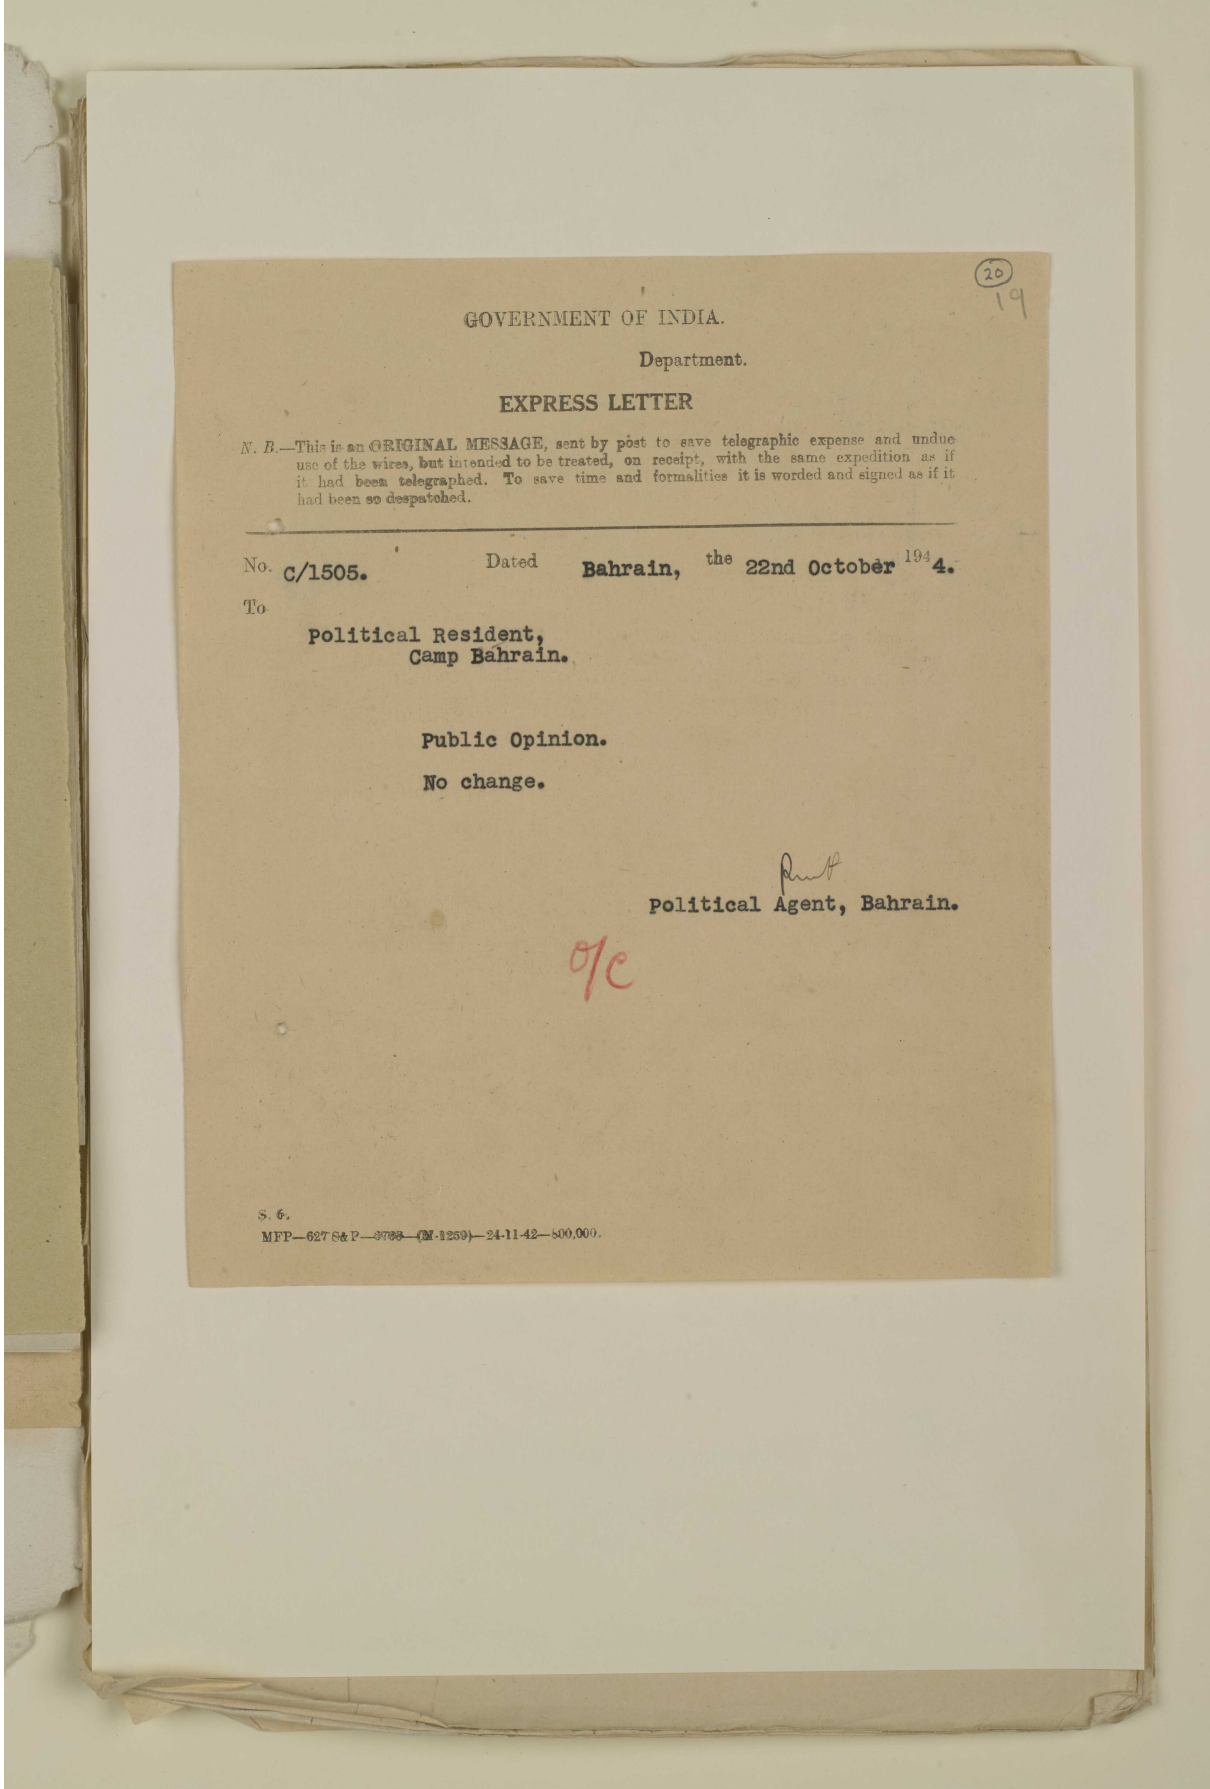 20
19
GOVERNMENT OF INDIA.
Department.
EXPRESS LETTER
N. B.—This is an ORIGINAL MESSAGE, sent by post to save telegraphic expense and undue
use of the wires, but intended to be treated, on receipt, with the same expedition as if
it had been telegraphed. To save time and formalities it is worded and signed as if it
had been so despatched.
No. C/1505. Dated Bahrain, the 22nd October 1944.
To
Political Resident,
Camp Bahrain.
Public Opinion.
No change.
Political Agent, Bahrain.
O/C
S. 6.
MFP—627 S&P—(M-1259)—24-11-42—800,000.